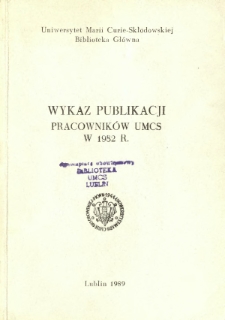 Uniwersytet Marii Curie-Skłodowskiej
Biblioteka Główna
WYKAZ PUBLIKACJI
PRACOWNIKÓW UMCS
W 1982 R.
BIBLIOTEKA
UMCS
LUBLIN
Lublin 1989